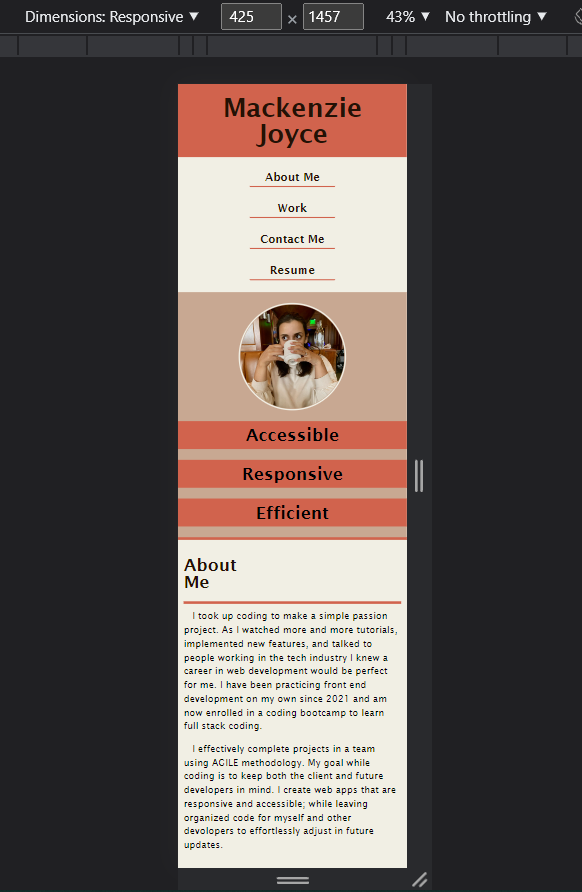 Dimensions: Responsive ▼ 425 × 1457 43% ▼ No throttling ▼
Mackenzie
Joyce
About Me
Work
Contact Me
Resume
Accessible
Responsive
Efficient
About
Me
I took up coding to make a simple passion
project. As I watched more and more tutorials,
implemented new features, and talked to
people working in the tech industry I knew a
career in web development would be perfect
for me. I have been practicing front end
development on my own since 2021 and am
now enrolled in a coding bootcamp to learn
full stack coding.
I effectively complete projects in a team
using AGILE methodology. My goal while
coding is to keep both the client and future
developers in mind. I create web apps that are
responsive and accessible; while leaving
organized code for myself and other
devolopers to effortlessly adjust in future
updates.